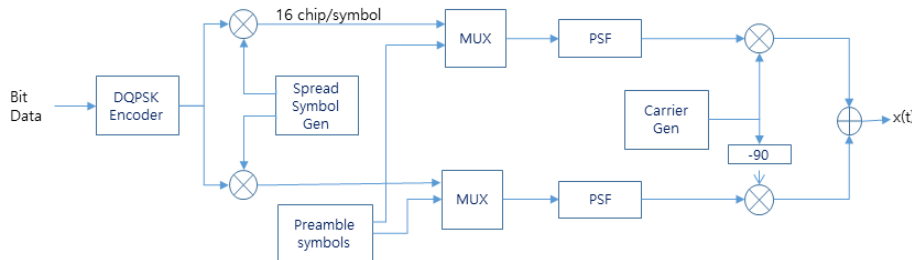 16 chip/symbol
MUX
PSF
Bit
Data
DQPSK
Encoder
Spread
Symbol
Gen
Carrier
Gen
x(t)
-90
MUX
PSF
Preamble
symbols